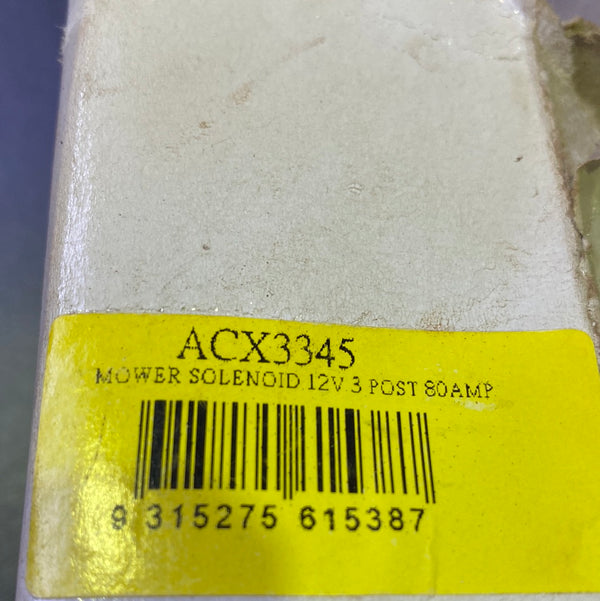 ACX3345
MOWER SOLENOID 12V 3 POST 80AMP
9 315275 615387